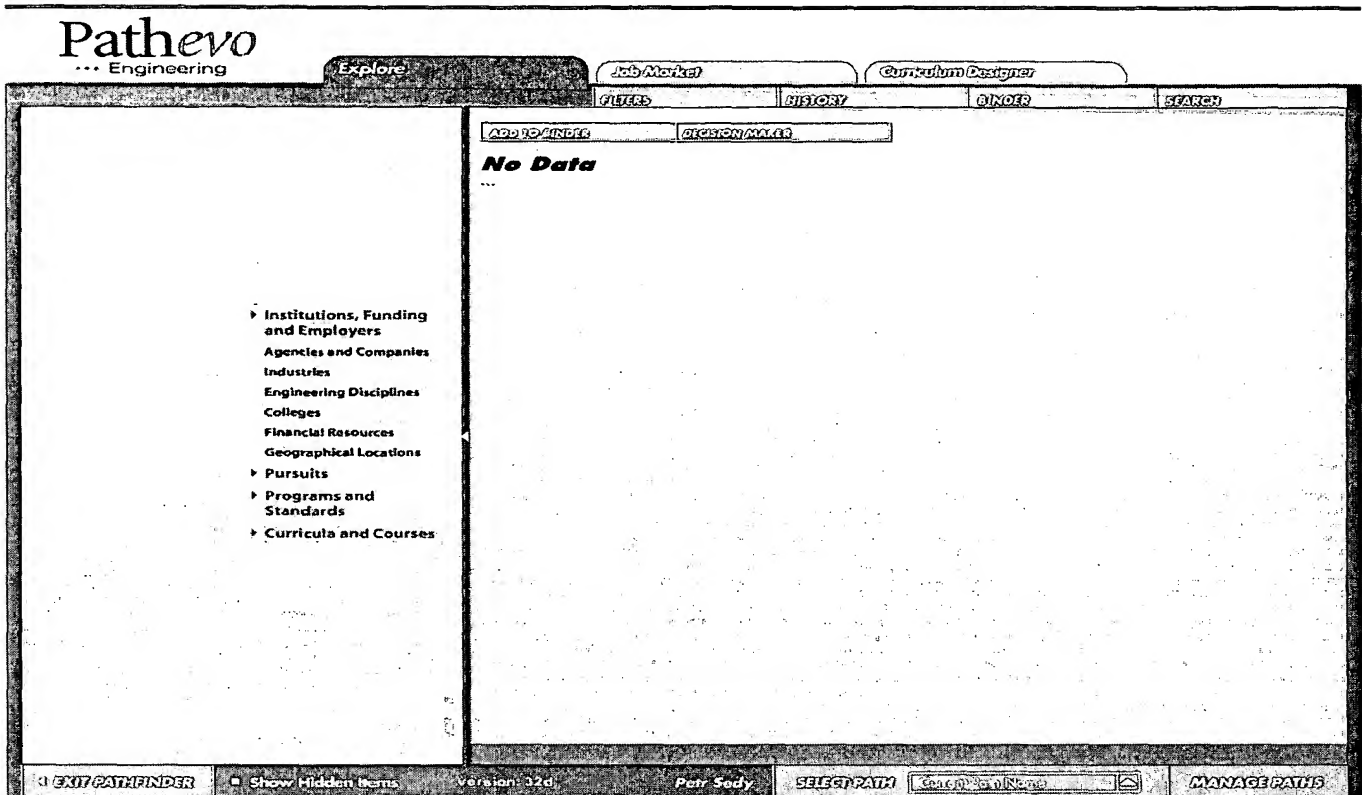 Pathevo
... Engineering
Explore
Job Market
Curriculum Designer
FILTERS
HISTORY
BINDER
SEARCH
ADD TO BINDER
DECISION MAKER
No Data
...
Institutions, Funding
and Employers
Agencies and Companies
Industries
Engineering Disciplines
Colleges
Financial Resources
Geographical Locations
Pursuits
Programs and
Standards
Curricula and Courses
EXIT PATHFINDER
Show Hidden Items
version: 32d
Petr Sedy
SELECT PATH
Name
MANAGE PATHS